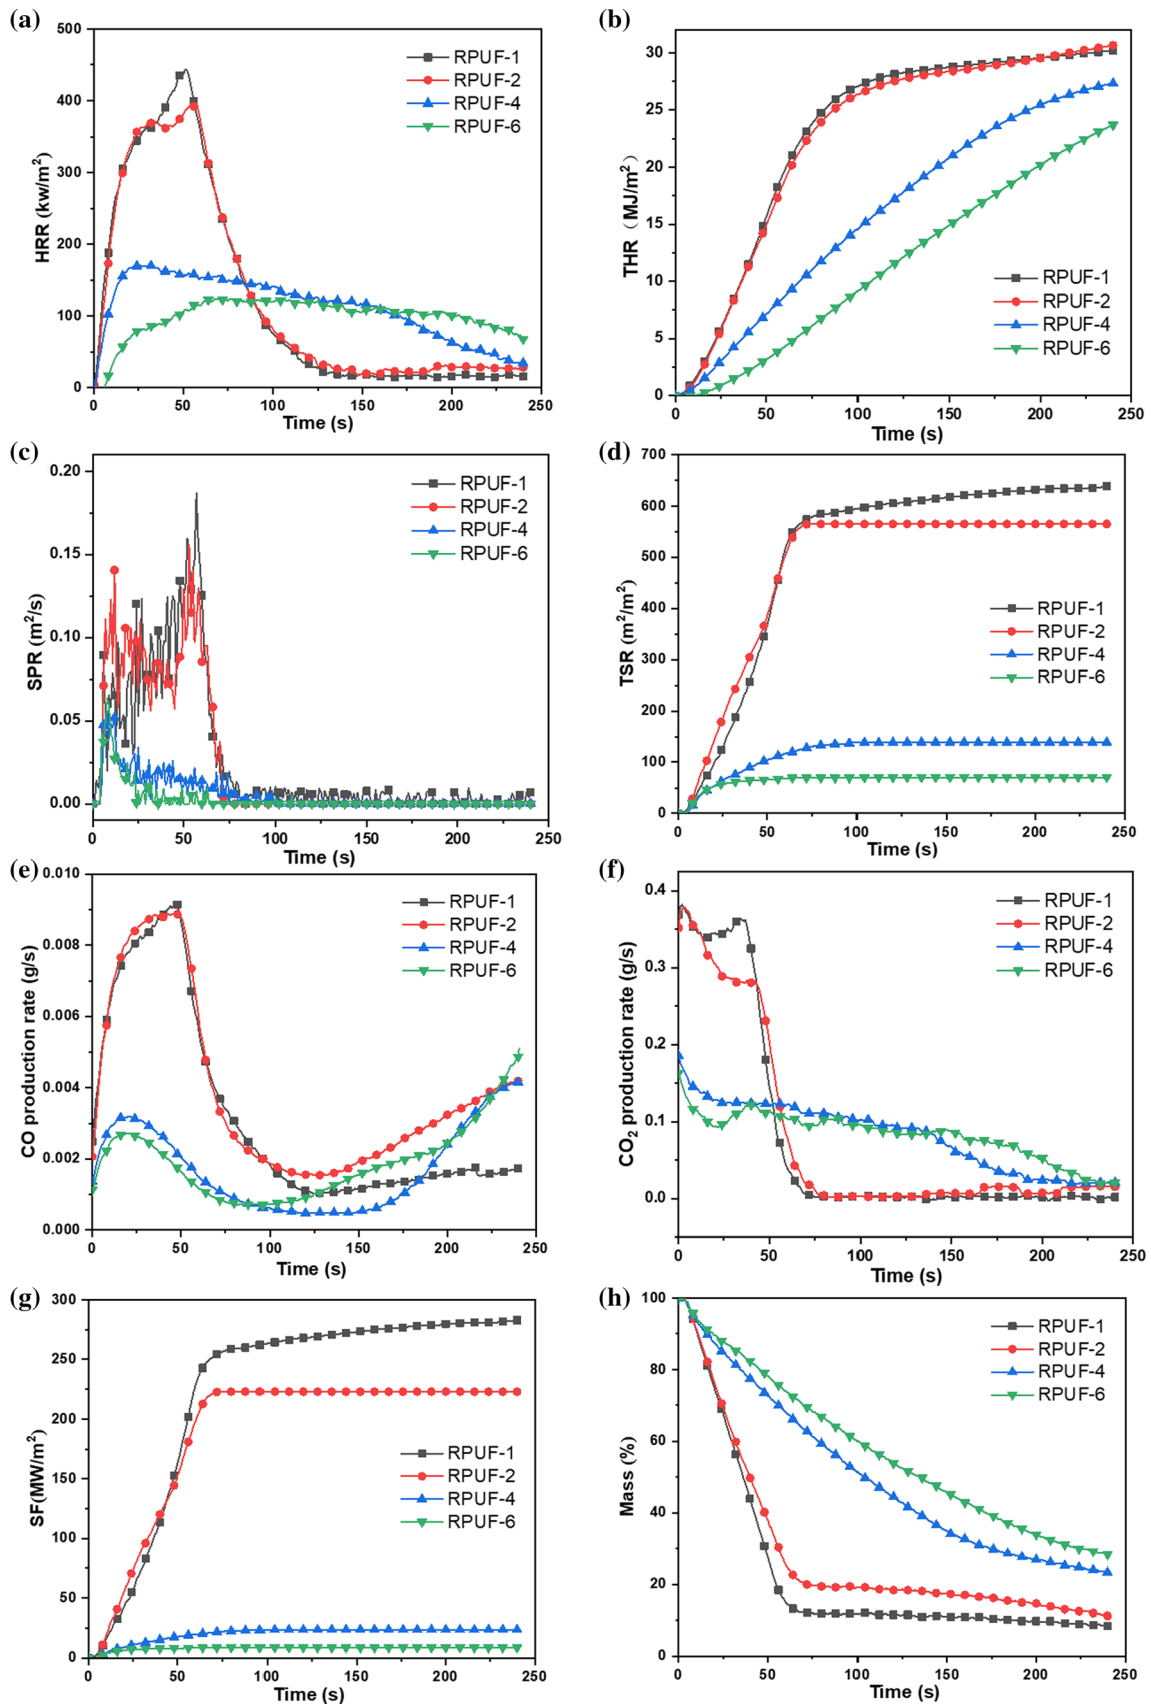 (a)
500
400
300
200
100
0
HRR (kw/m²)
RPUF-1
RPUF-2
RPUF-4
RPUF-6
0 50 100 150 200 250
Time (s)
(b)
30
25
20
15
10
5
0
THR（MJ/m²）
RPUF-1
RPUF-2
RPUF-4
RPUF-6
0 50 100 150 200 250
Time (s)
(c)
0.20
0.15
0.10
0.05
0.00
SPR (m²/s)
RPUF-1
RPUF-2
RPUF-4
RPUF-6
0 50 100 150 200 250
Time (s)
(d)
700
600
500
400
300
200
100
0
TSR (m²/m²)
RPUF-1
RPUF-2
RPUF-4
RPUF-6
0 50 100 150 200 250
Time (s)
(e)
0.010
0.008
0.006
0.004
0.002
0.000
CO production rate (g/s)
RPUF-1
RPUF-2
RPUF-4
RPUF-6
0 50 100 150 200 250
Time (s)
(f)
0.4
0.3
0.2
0.1
0.0
CO₂ production rate (g/s)
RPUF-1
RPUF-2
RPUF-4
RPUF-6
0 50 100 150 200 250
Time (s)
(g)
300
250
200
150
100
50
0
SF(MW/m²)
RPUF-1
RPUF-2
RPUF-4
RPUF-6
0 50 100 150 200 250
Time (s)
(h)
100
80
60
40
20
0
Mass (%)
RPUF-1
RPUF-2
RPUF-4
RPUF-6
0 50 100 150 200 250
Time (s)